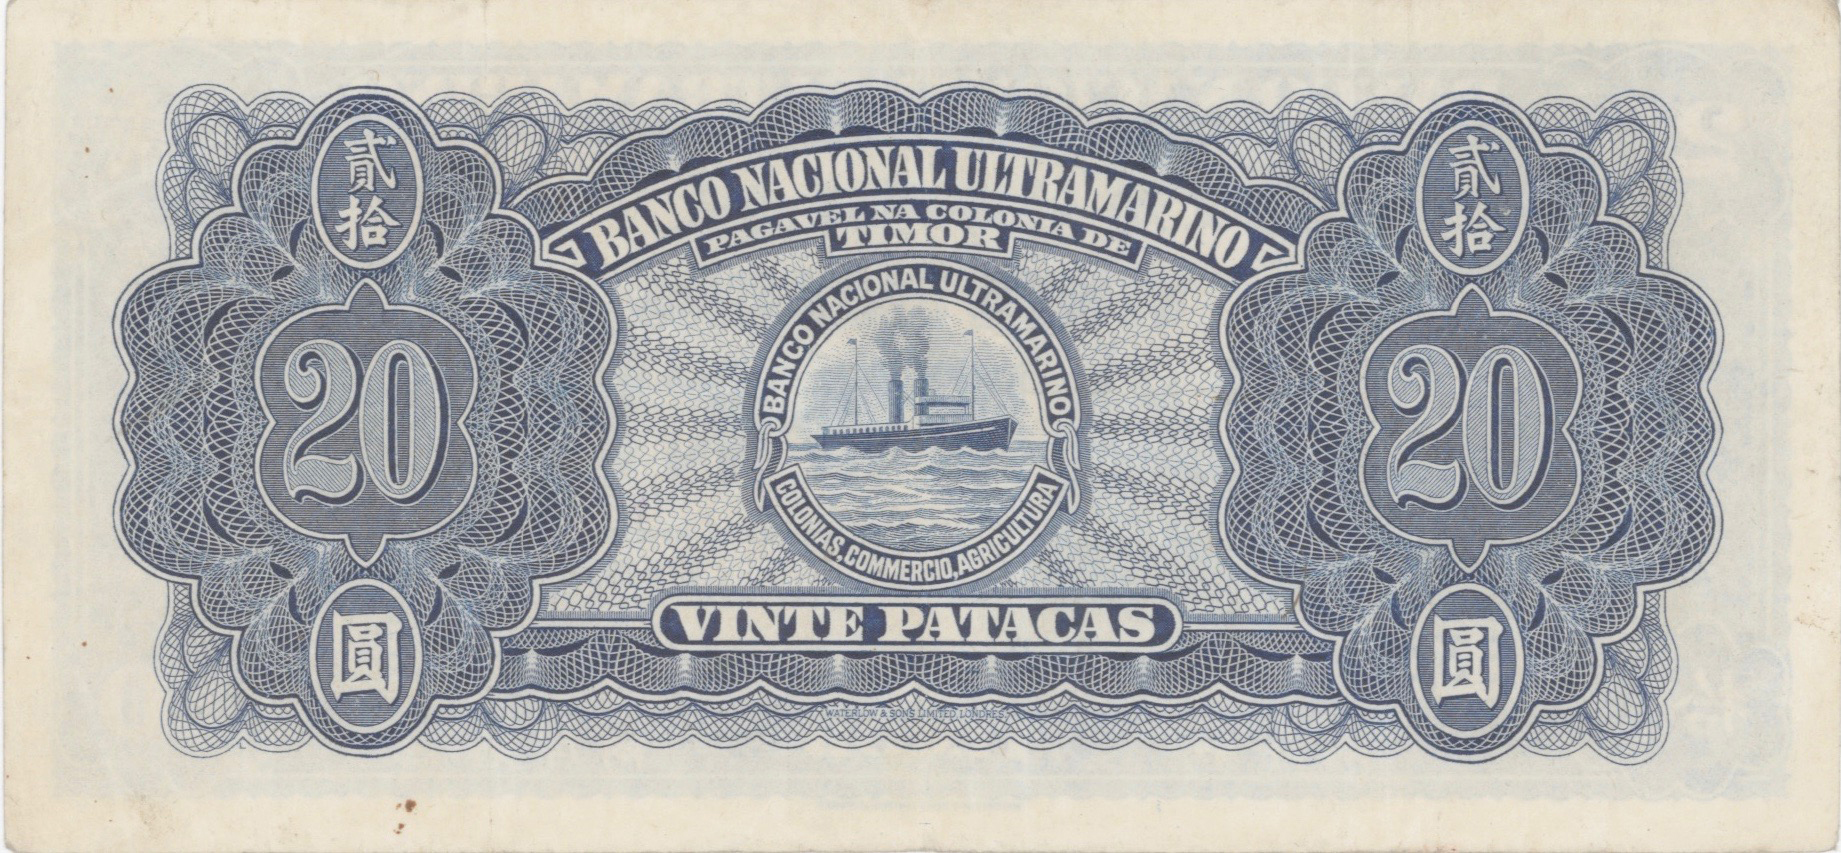 BANCO NACIONAL ULTRAMARINO
PAGAVEL NA COLONIA DE
TIMOR
貳拾
貳拾
BANCO NACIONAL ULTRAMARINO
20
20
COLONIAS, COMMERCIO, AGRICULTURA
圓
圓
VINTE PATACAS
WATERLOW & SONS LIMITED LONDRES